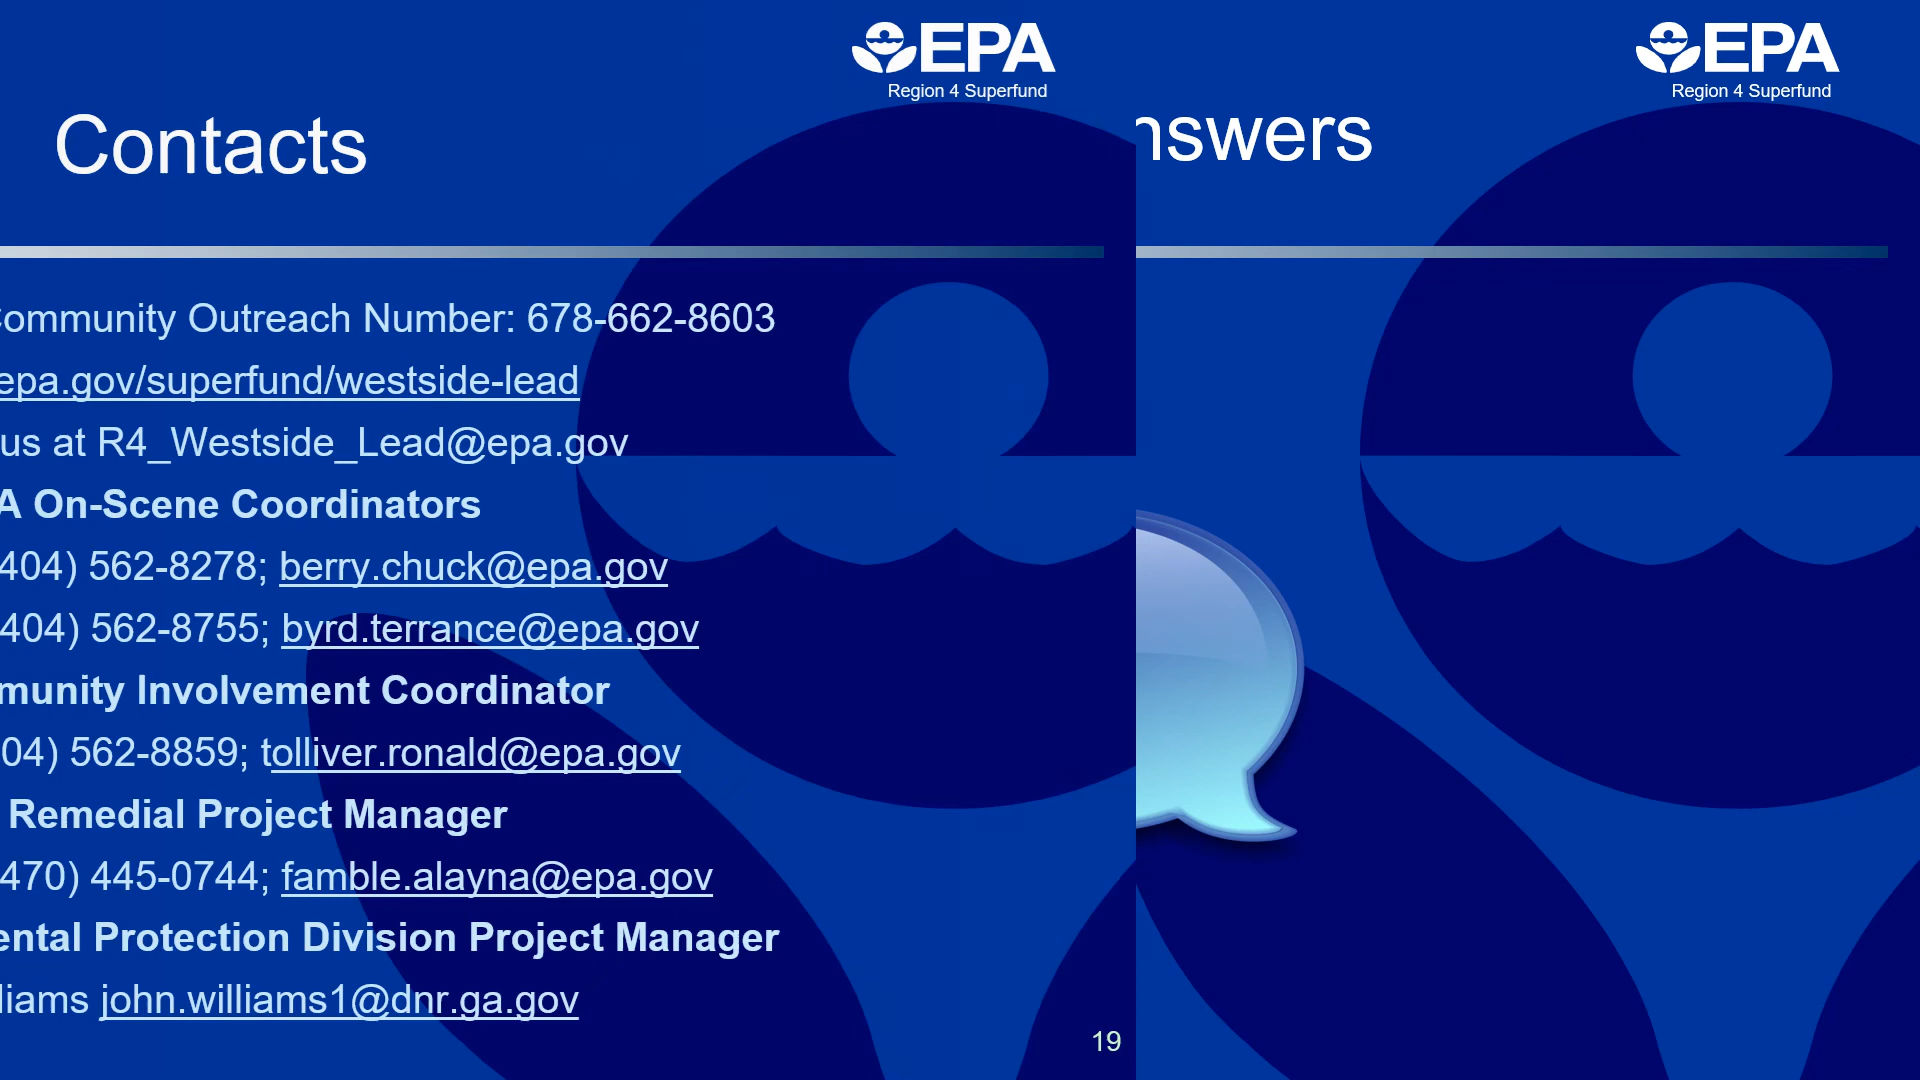 EPA
Region 4 Superfund
Contacts
Community Outreach Number: 678-662-8603
epa.gov/superfund/westside-lead
us at R4_Westside_Lead@epa.gov
A On-Scene Coordinators
404) 562-8278; berry.chuck@epa.gov
404) 562-8755; byrd.terrance@epa.gov
munity Involvement Coordinator
04) 562-8859; tolliver.ronald@epa.gov
Remedial Project Manager
470) 445-0744; famble.alayna@epa.gov
ental Protection Division Project Manager
liams john.williams1@dnr.ga.gov
19
EPA
Region 4 Superfund
nswers